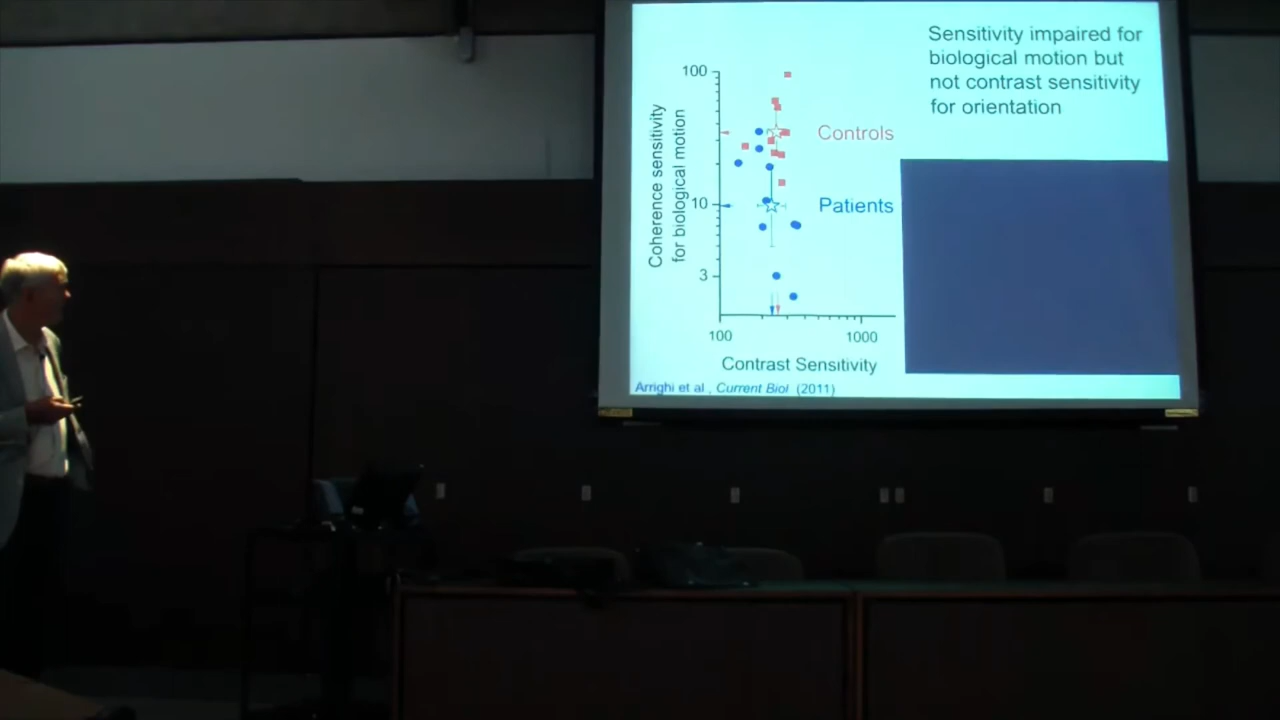 Sensitivity impaired for
biological motion but
not contrast sensitivity
for orientation
Coherence sensitivity
for biological motion
100
10
3
Controls
Patients
100
1000
Contrast Sensitivity
Arrighi et al., Current Biol (2011)